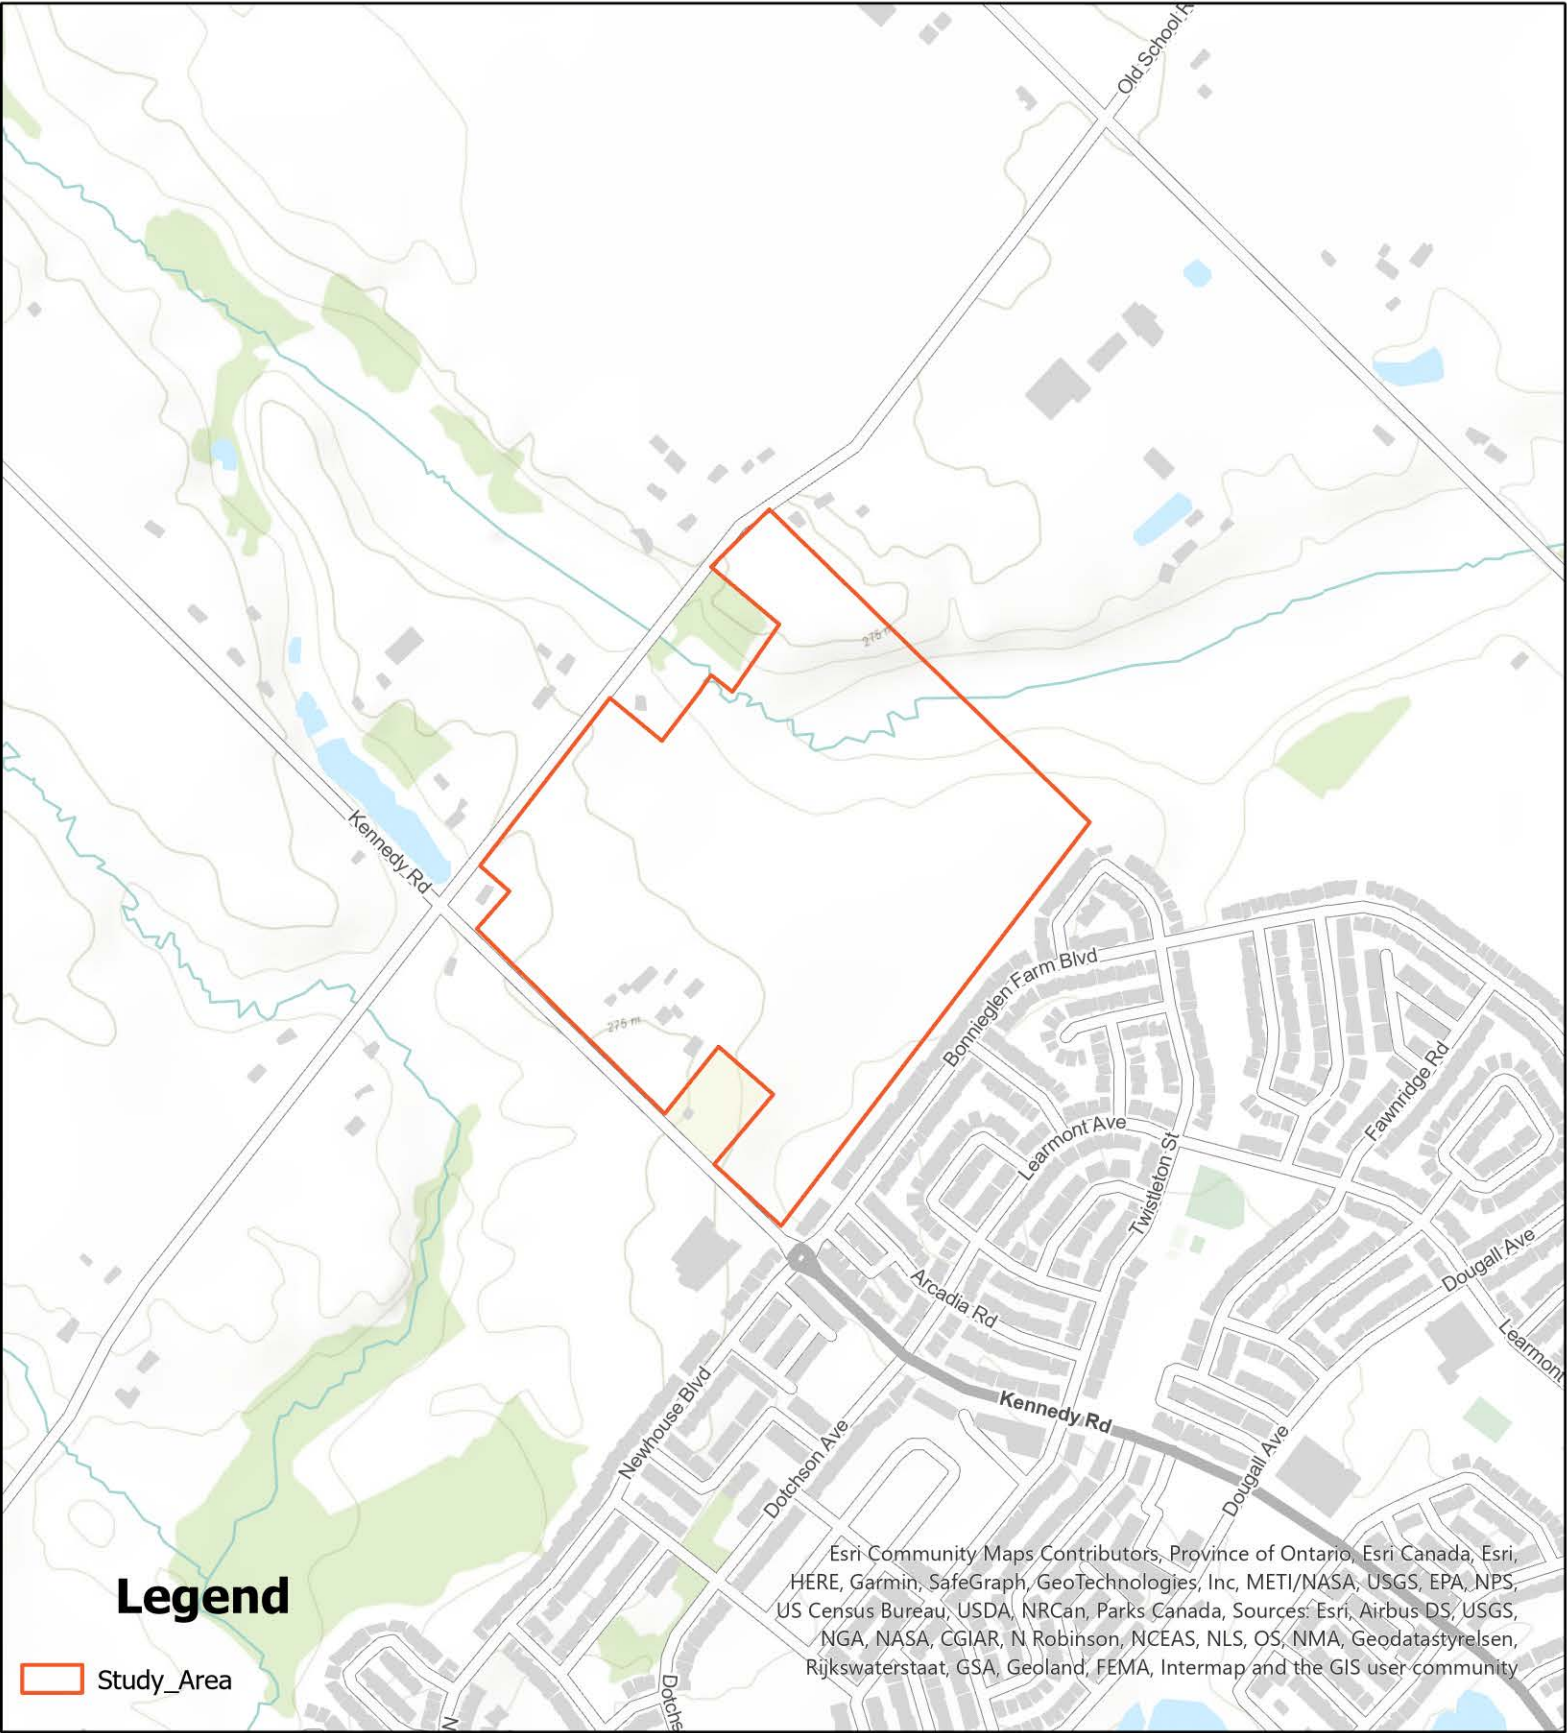 Old School R
276 m
Kennedy Rd
Bonnieglen Farm Blvd
276 m
Fawnridge Rd
Learmont Ave
Twistleton St
Dougall Ave
Arcadia Rd
Learmont
Newhouse Blvd
Kennedy Rd
Dotchson Ave
Dougall Ave
Esri Community Maps Contributors, Province of Ontario, Esri Canada, Esri,
HERE, Garmin, SafeGraph, GeoTechnologies, Inc, METI/NASA, USGS, EPA, NPS,
US Census Bureau, USDA, NRCan, Parks Canada, Sources: Esri, Airbus DS, USGS,
NGA, NASA, CGIAR, N Robinson, NCEAS, NLS, OS, NMA, Geodatastyrelsen,
Rijkswaterstaat, GSA, Geoland, FEMA, Intermap and the GIS user community
Legend
Study_Area
Dotchs
N